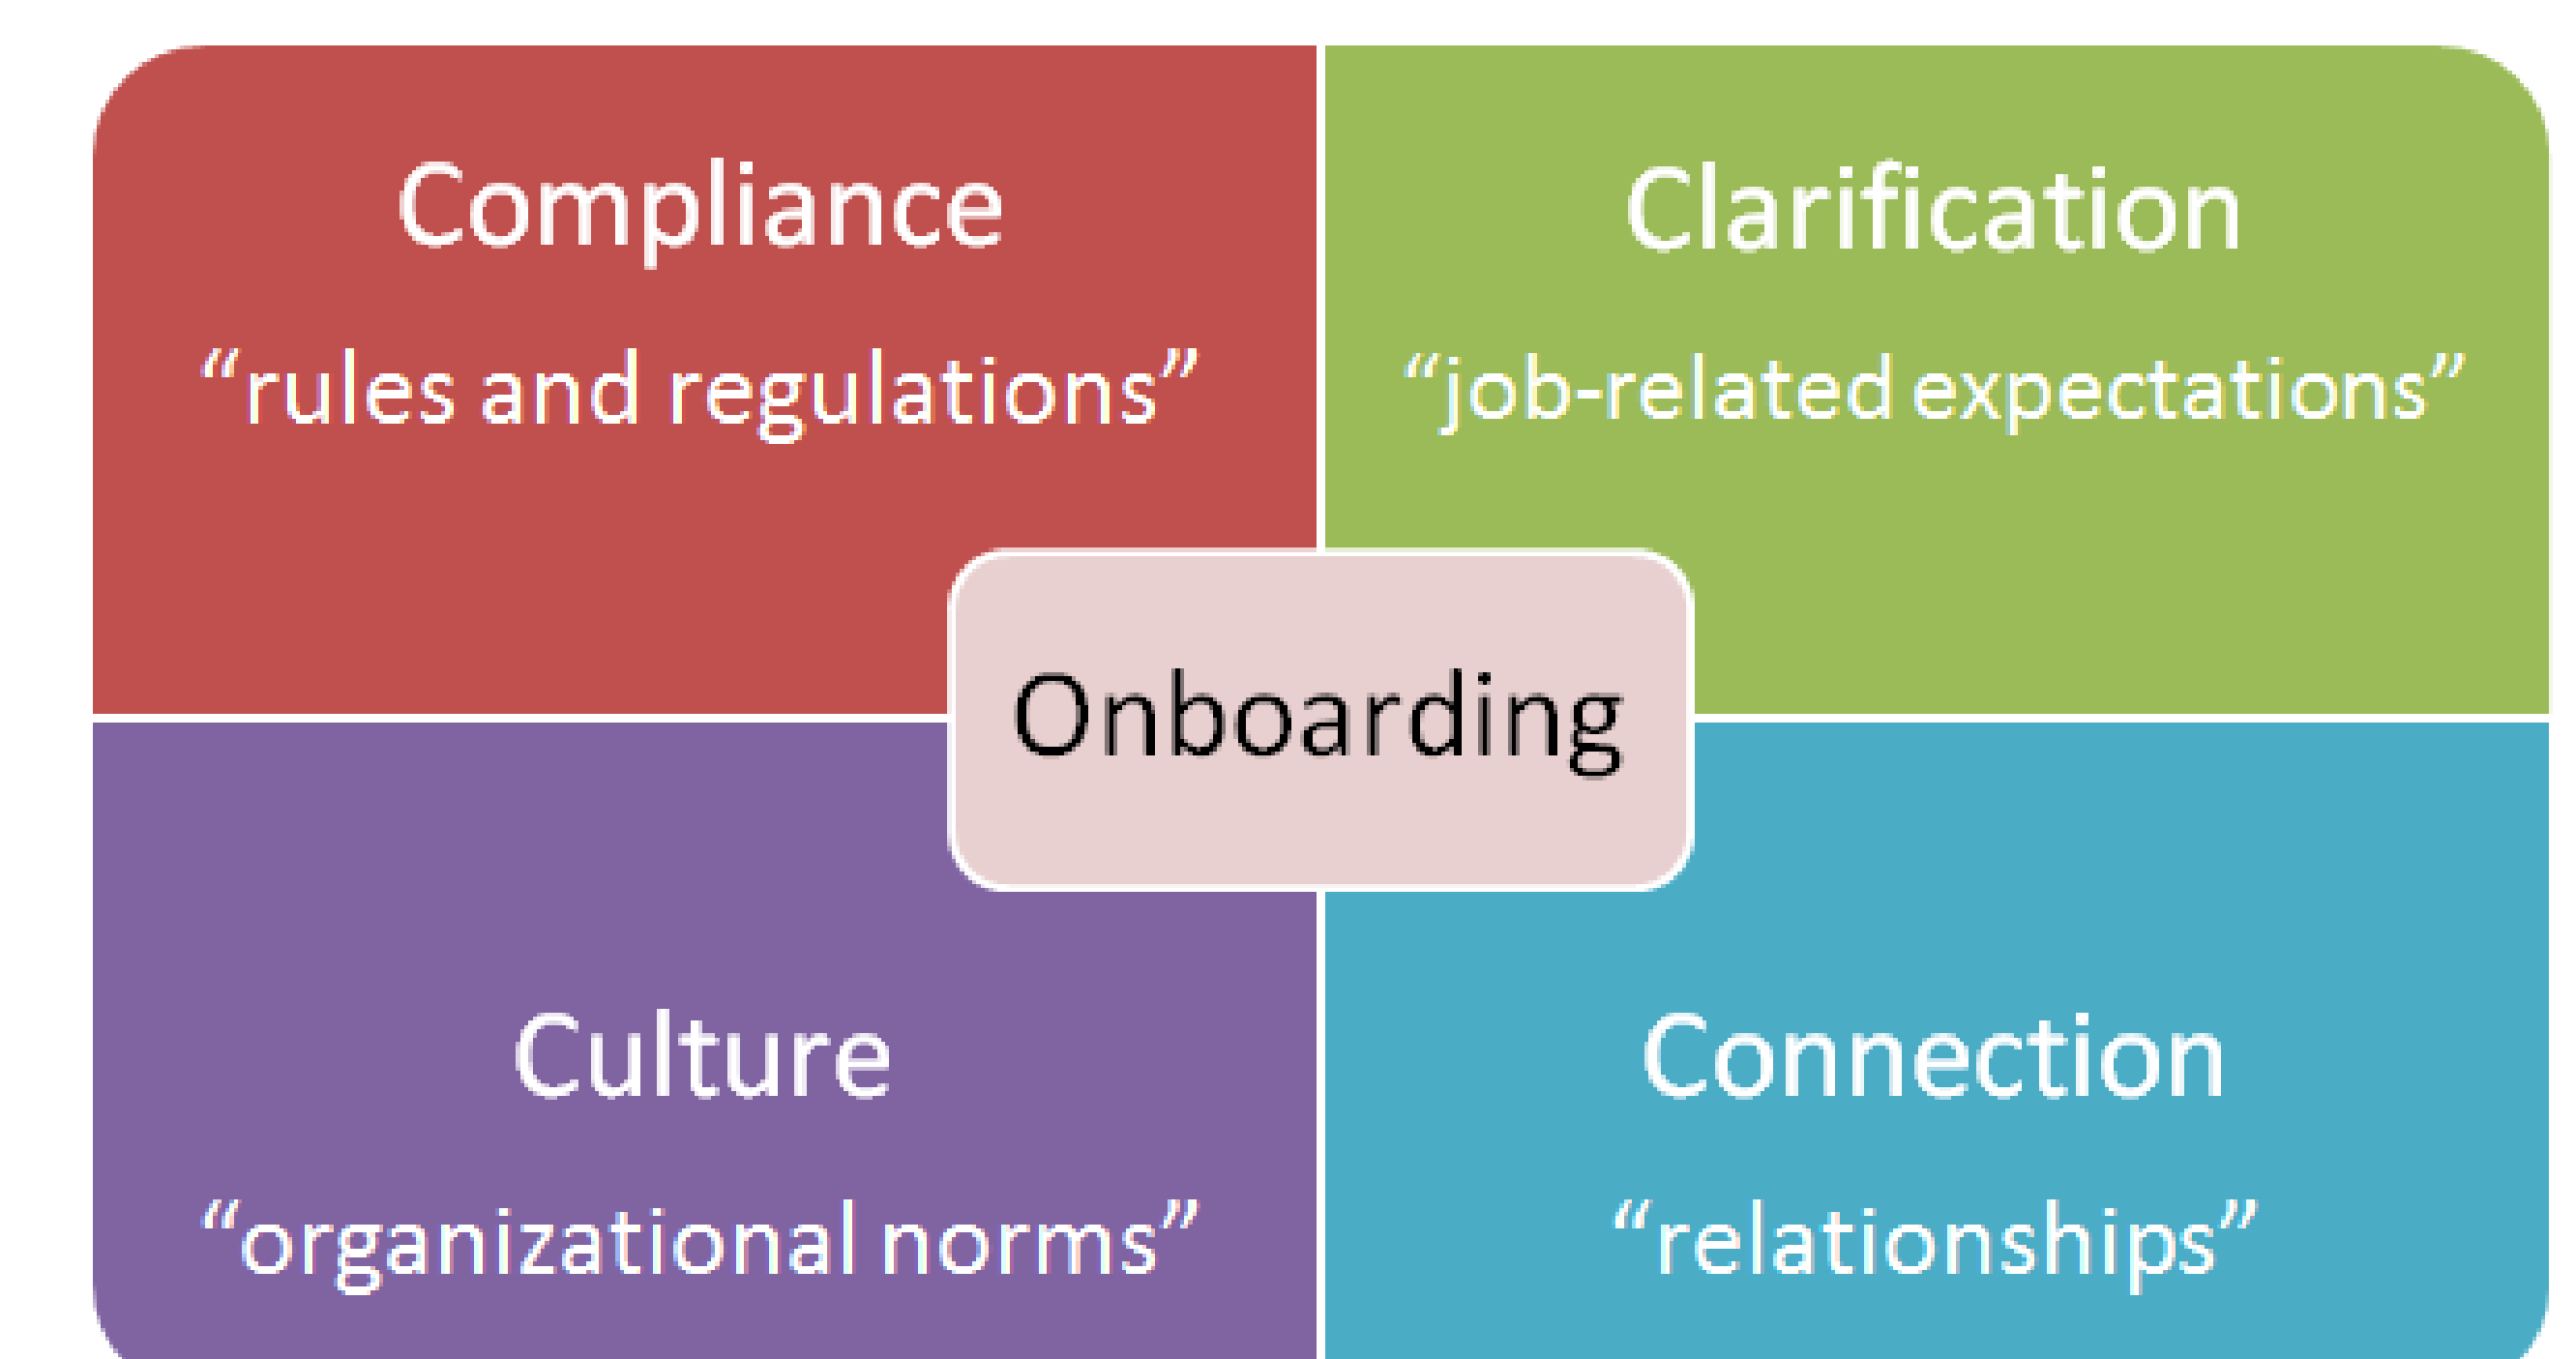 Compliance
“rules and regulations”
Clarification
“job-related expectations”
Onboarding
Culture
“organizational norms”
Connection
“relationships”